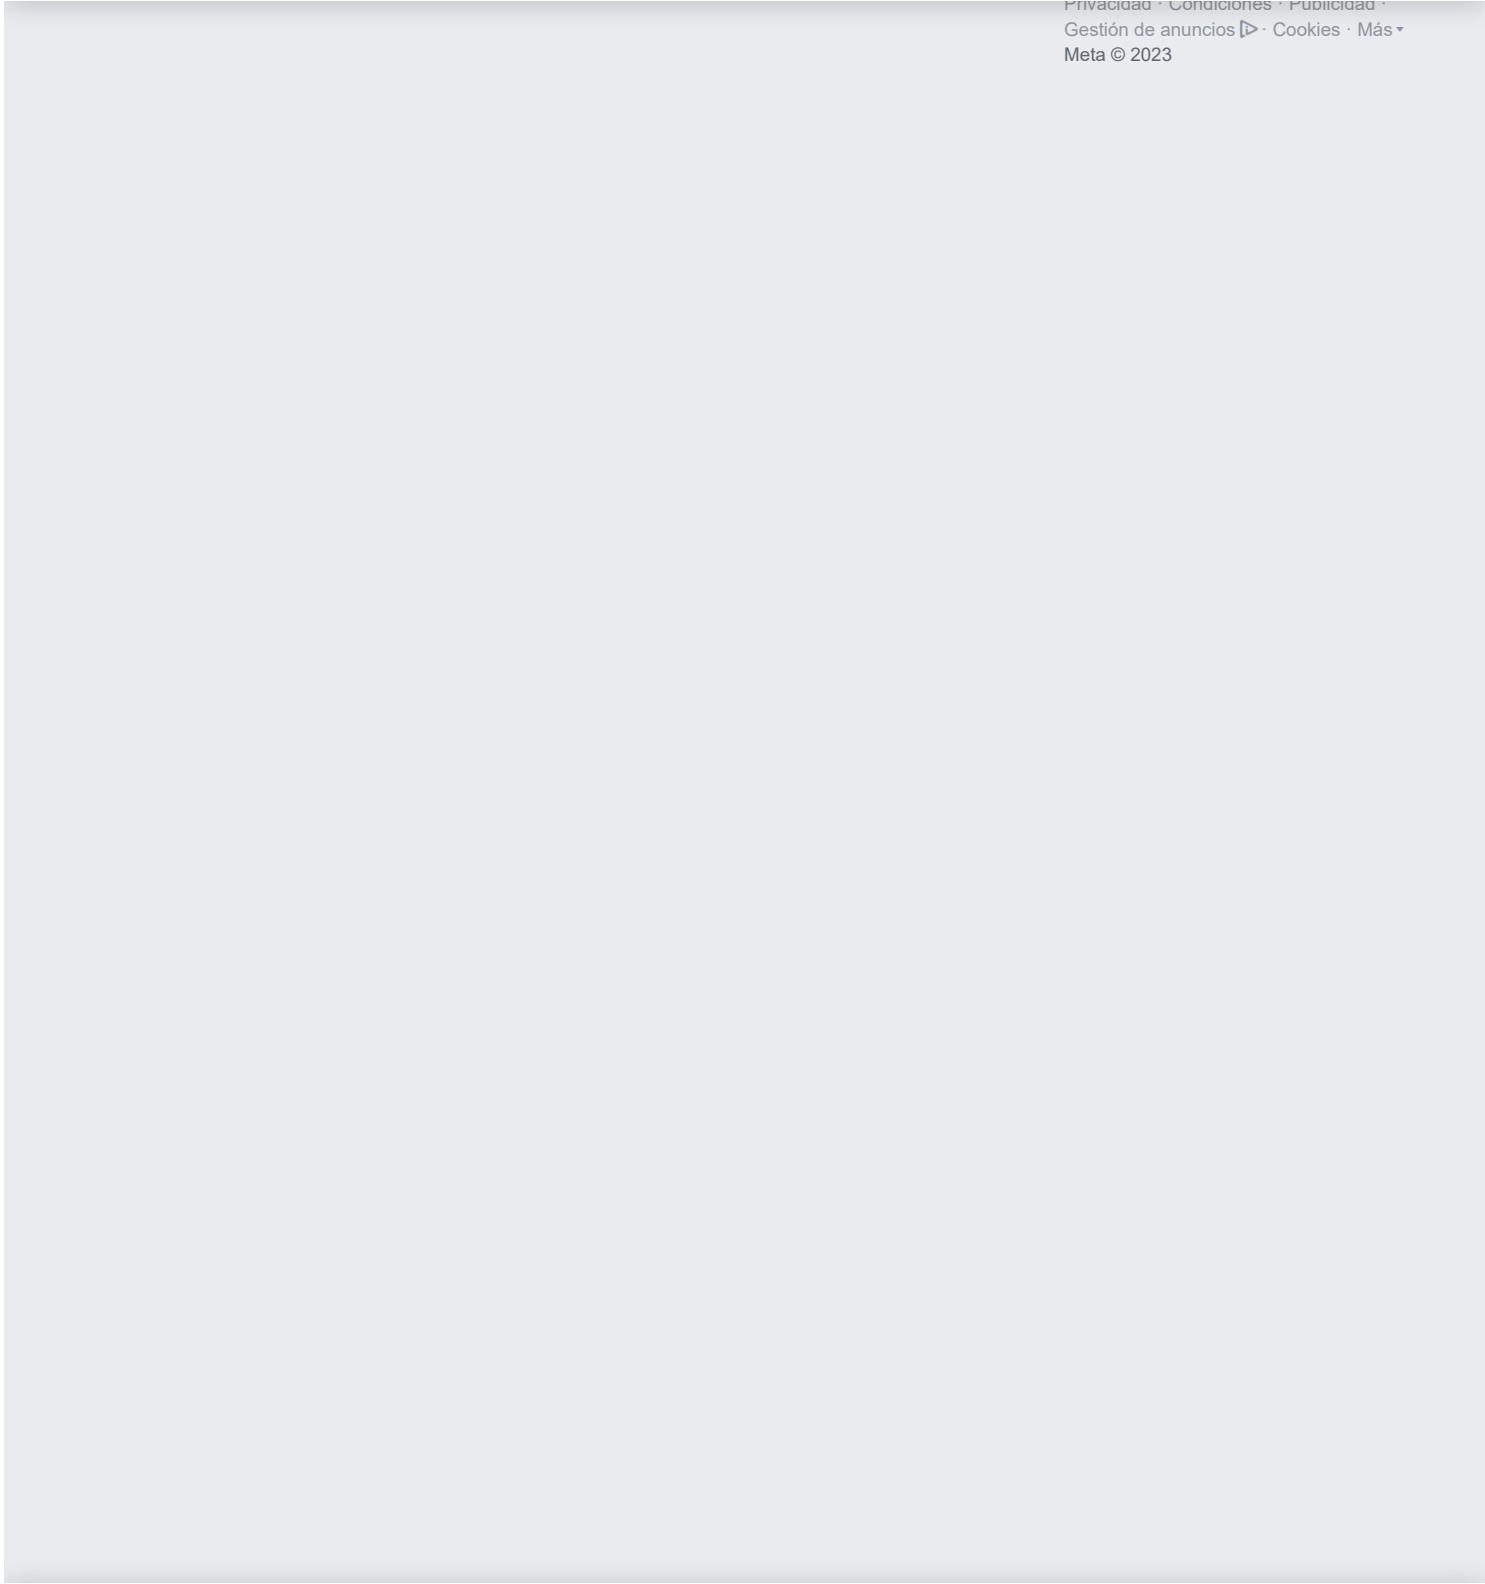 Privacidad · Condiciones · Publicidad ·
Gestión de anuncios · Cookies · Más
Meta © 2023